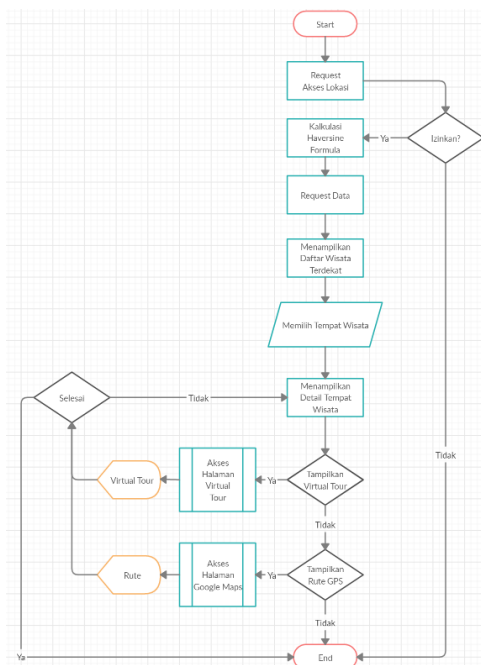 Start
Request
Akses Lokasi
Izinkan?
Ya
Kalkulasi
Haversine
Formula
Request Data
Menampilkan
Daftar Wisata
Terdekat
Memilih Tempat Wisata
Menampilkan
Detail Tempat
Wisata
Selesai
Tidak
Tidak
Tampilkan
Virtual Tour
Ya
Akses
Halaman
Virtual
Tour
Virtual Tour
Tidak
Tampilkan
Rute GPS
Ya
Akses
Halaman
Google Maps
Rute
Tidak
Ya
End